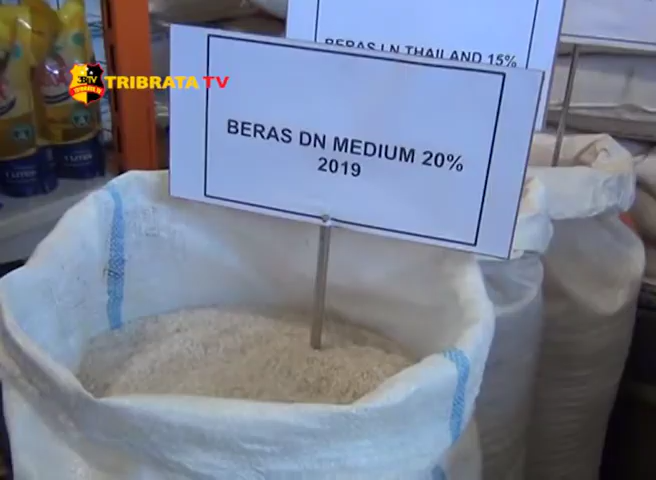 TRIBRATA TV
BERAS LN THAILAND 15%
BERAS DN MEDIUM 20%
2019